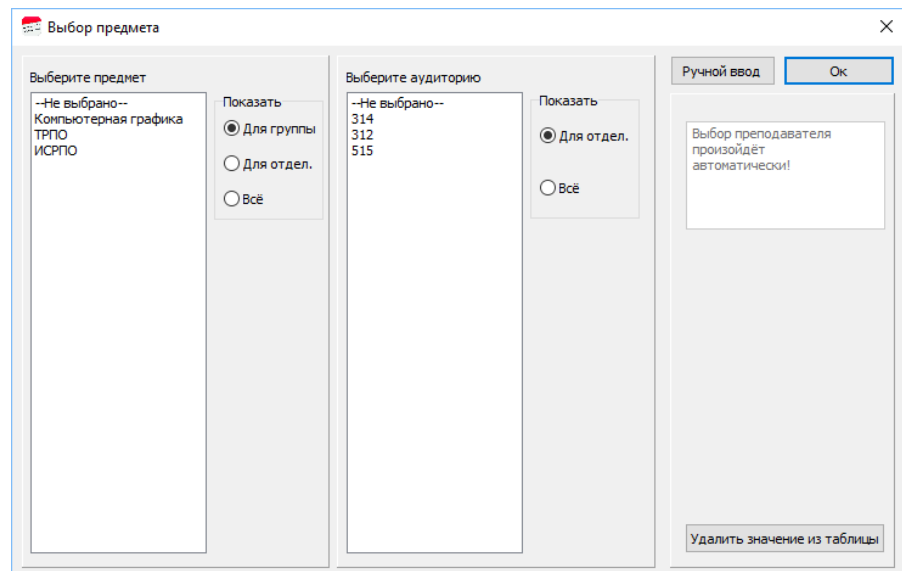 Выбор предмета
Выберите предмет
--Не выбрано--
Компьютерная графика
ТРПО
ИСРПО
Показать
Для группы
Для отдел.
Всё
Выберите аудиторию
--Не выбрано--
314
312
515
Показать
Для отдел.
Всё
Ручной ввод
Ок
Выбор преподавателя
произойдёт
автоматически!
Удалить значение из таблицы